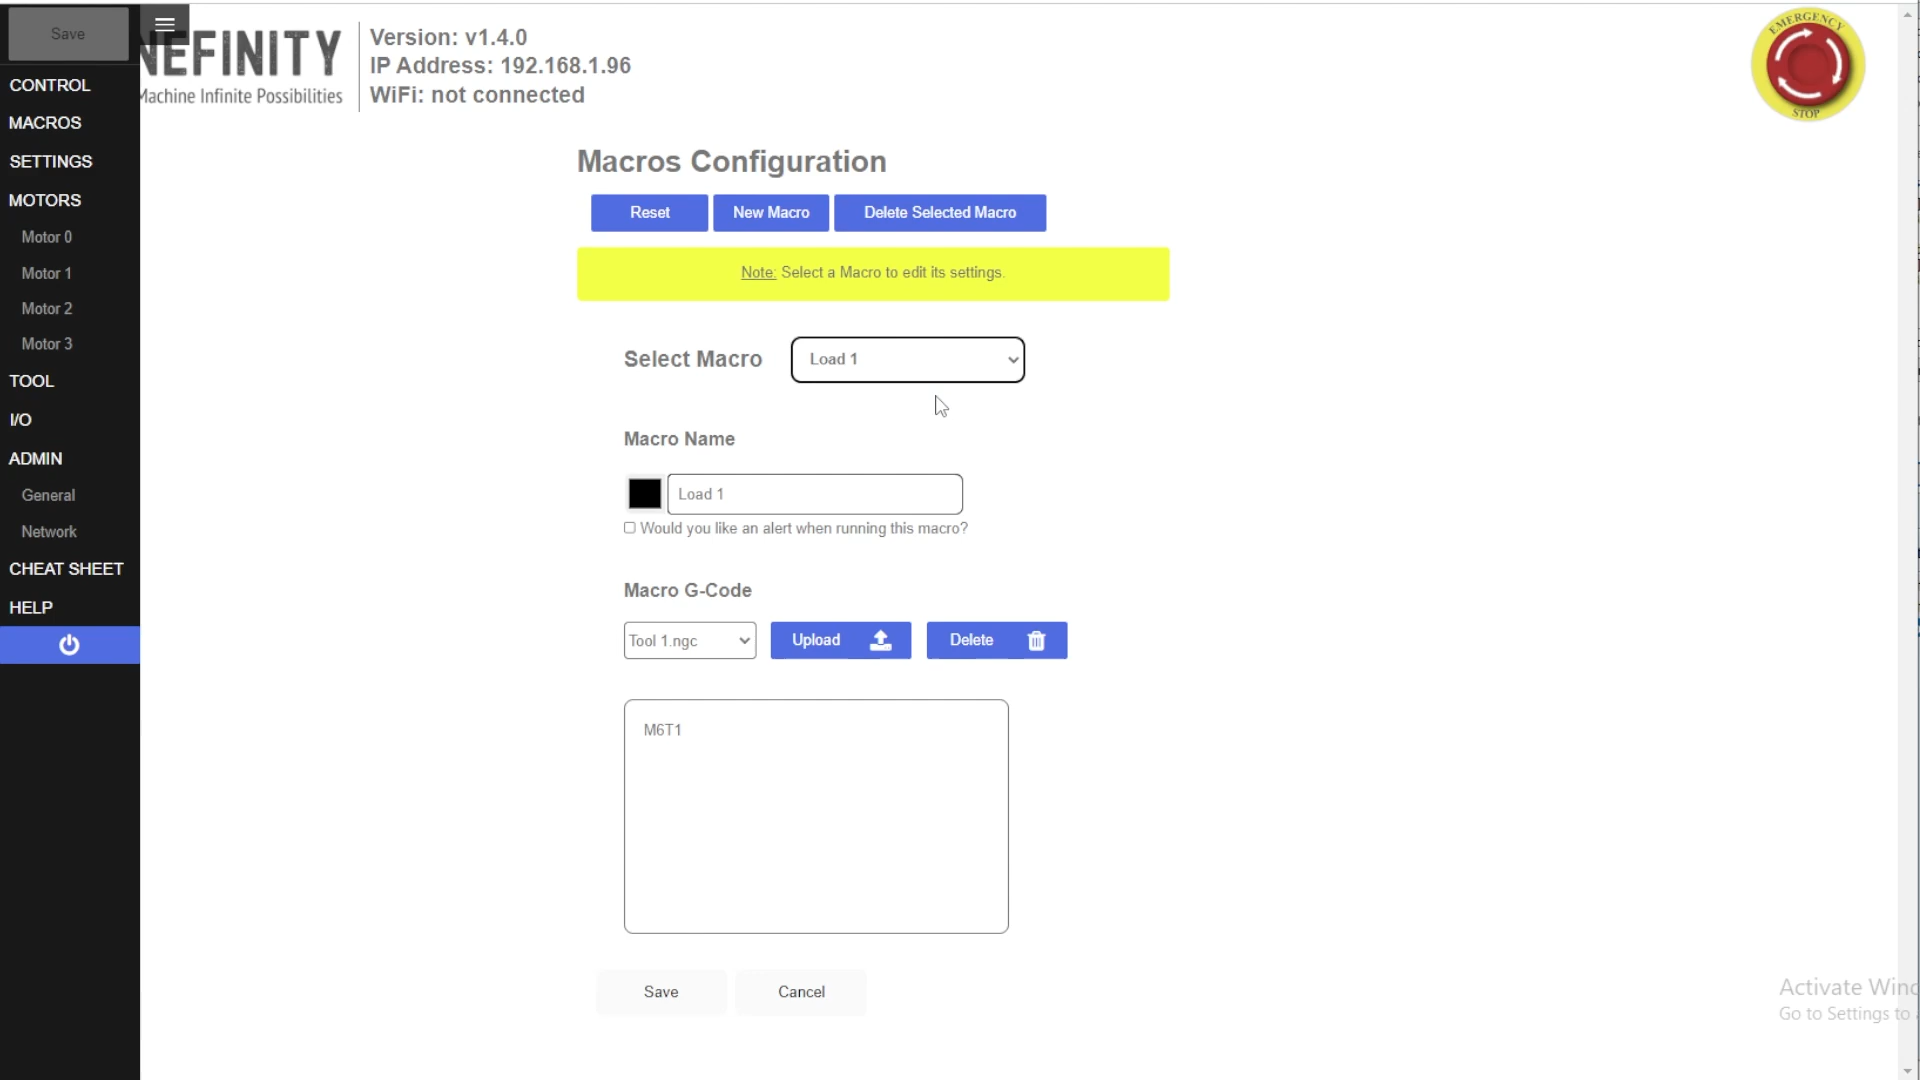 Save
CONTROL
MACROS
SETTINGS
MOTORS
Motor 0
Motor 1
Motor 2
Motor 3
TOOL
I/O
ADMIN
General
Network
CHEAT SHEET
HELP
NEFINITY
Machine Infinite Possibilities
Version: v1.4.0
IP Address: 192.168.1.96
WiFi: not connected
EMERGENCY
STOP
Macros Configuration
Reset
New Macro
Delete Selected Macro
Note: Select a Macro to edit its settings.
Select Macro
Load 1
Macro Name
Load 1
Would you like an alert when running this macro?
Macro G-Code
Tool 1.ngc
Upload
Delete
M6T1
Save
Cancel
Activate Winc
Go to Settings to